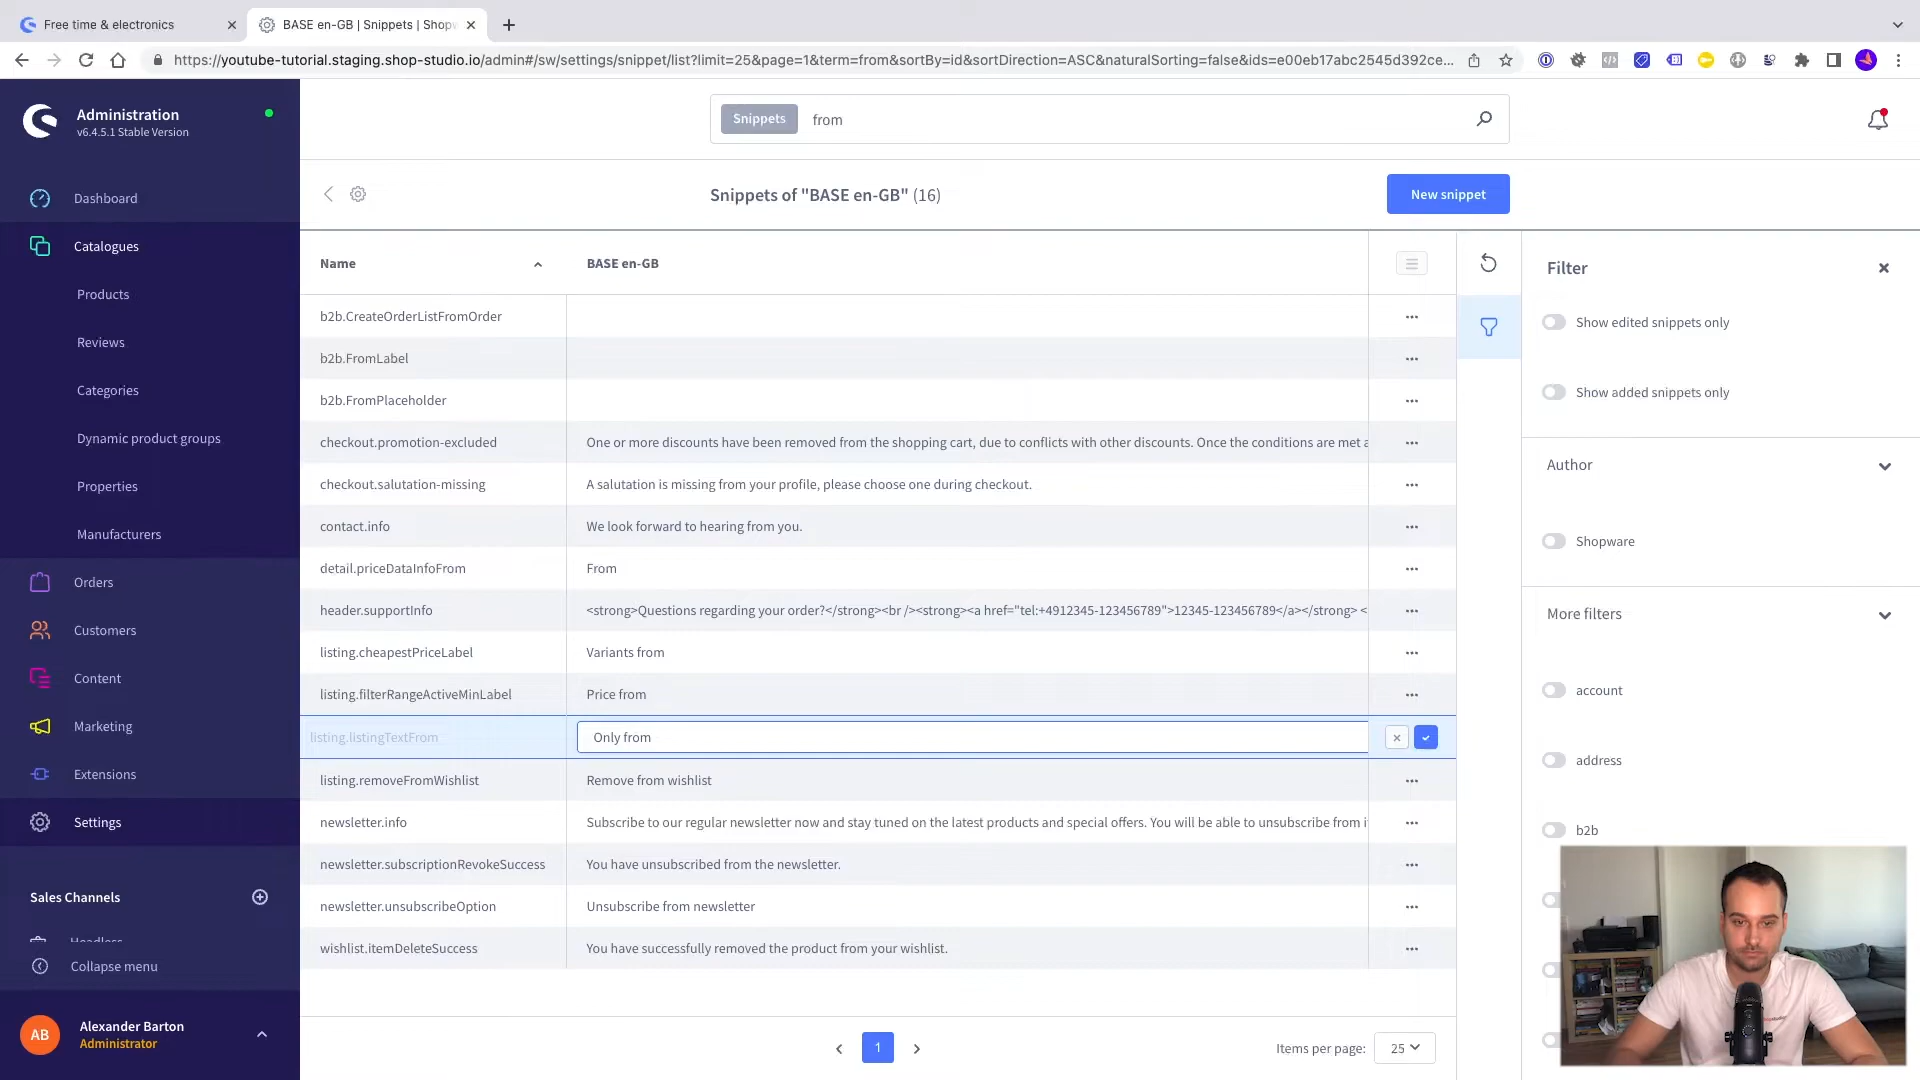 Free time & electronics
BASE en-GB | Snippets | Shopw
https://youtube-tutorial.staging.shop-studio.io/admin#/sw/settings/snippet/list?limit=25&page=1&term=from&sortBy=id&sortDirection=ASC&naturalSorting=false&ids=e00eb17abc2545d392ce...
Administration
v6.4.5.1 Stable Version
Snippets
from
Dashboard
Catalogues
Products
Reviews
Categories
Dynamic product groups
Properties
Manufacturers
Orders
Customers
Content
Marketing
Extensions
Settings
Sales Channels
Headless
Collapse menu
AB
Alexander Barton
Administrator
Snippets of "BASE en-GB" (16)
New snippet
Name
BASE en-GB
b2b.CreateOrderListFromOrder
b2b.FromLabel
b2b.FromPlaceholder
checkout.promotion-excluded
One or more discounts have been removed from the shopping cart, due to conflicts with other discounts. Once the conditions are met a
checkout.salutation-missing
A salutation is missing from your profile, please choose one during checkout.
contact.info
We look forward to hearing from you.
detail.priceDataInfoFrom
From
header.supportInfo
<strong>Questions regarding your order?</strong><br /><strong><a href="tel:+4912345-123456789">12345-123456789</a></strong> <
listing.cheapestPriceLabel
Variants from
listing.filterRangeActiveMinLabel
Price from
listing.listingTextFrom
Only from
listing.removeFromWishlist
Remove from wishlist
newsletter.info
Subscribe to our regular newsletter now and stay tuned on the latest products and special offers. You will be able to unsubscribe from i
newsletter.subscriptionRevokeSuccess
You have unsubscribed from the newsletter.
newsletter.unsubscribeOption
Unsubscribe from newsletter
wishlist.itemDeleteSuccess
You have successfully removed the product from your wishlist.
1
Items per page:
25
Filter
Show edited snippets only
Show added snippets only
Author
Shopware
More filters
account
address
b2b